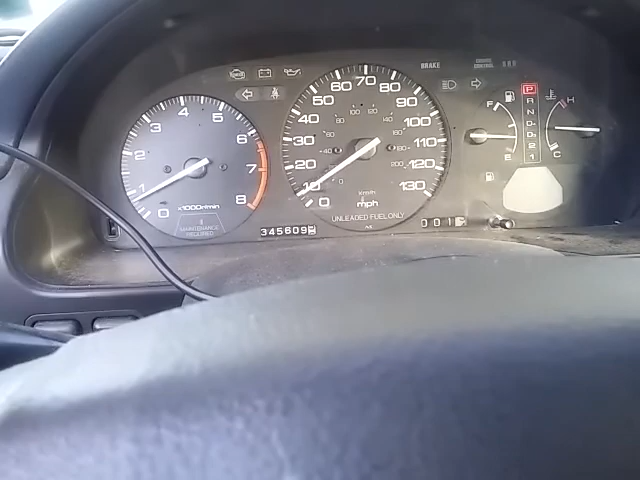 BRAKE
CRUISE CONTROL
0 1 2 3 4 5 6 7 8
x1000r/min
MAINTENANCE REQUIRED
0 10 20 30 40 50 60 70 80 90 100 110 120 130
km/h
mph
UNLEADED FUEL ONLY
345609
F
E
P
R
N
D
2
1
H
C